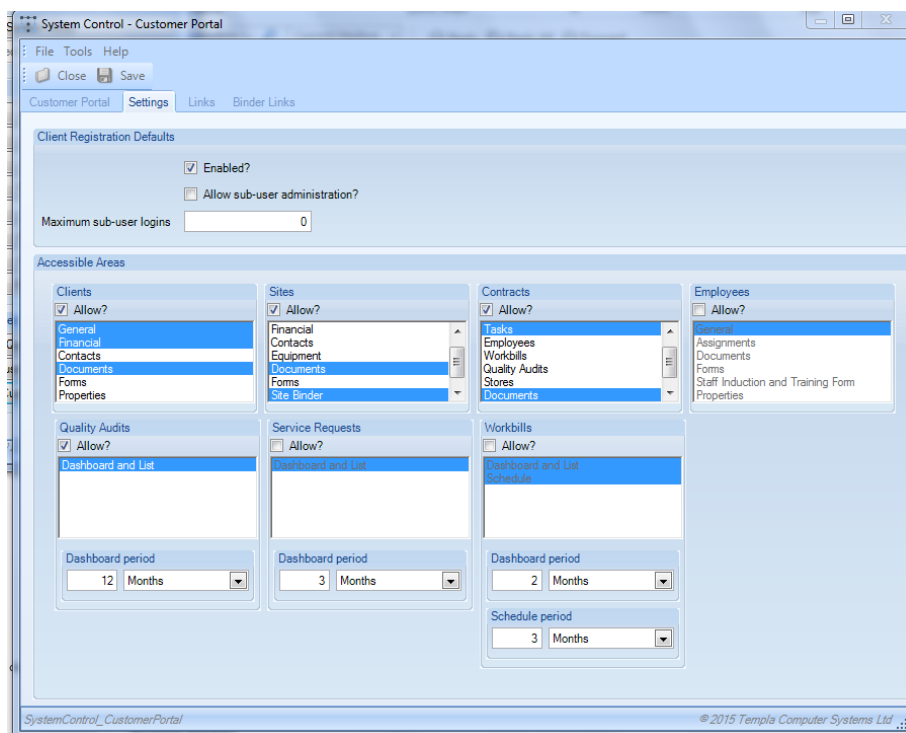 System Control - Customer Portal
File Tools Help
Close Save
Customer Portal Settings Links Binder Links
Client Registration Defaults
Enabled?
Allow sub-user administration?
Maximum sub-user logins 0
Accessible Areas
Clients
Allow?
General
Financial
Contacts
Documents
Forms
Properties
Sites
Allow?
Financial
Contacts
Equipment
Documents
Forms
Site Binder
Contracts
Allow?
Tasks
Employees
Workbills
Quality Audits
Stores
Documents
Employees
Allow?
General
Assignments
Documents
Forms
Staff Induction and Training Form
Properties
Quality Audits
Allow?
Dashboard and List
Dashboard period
12 Months
Service Requests
Allow?
Dashboard and List
Dashboard period
3 Months
Workbills
Allow?
Dashboard and List
Schedule
Dashboard period
2 Months
Schedule period
3 Months
SystemControl_CustomerPortal
© 2015 Templa Computer Systems Ltd